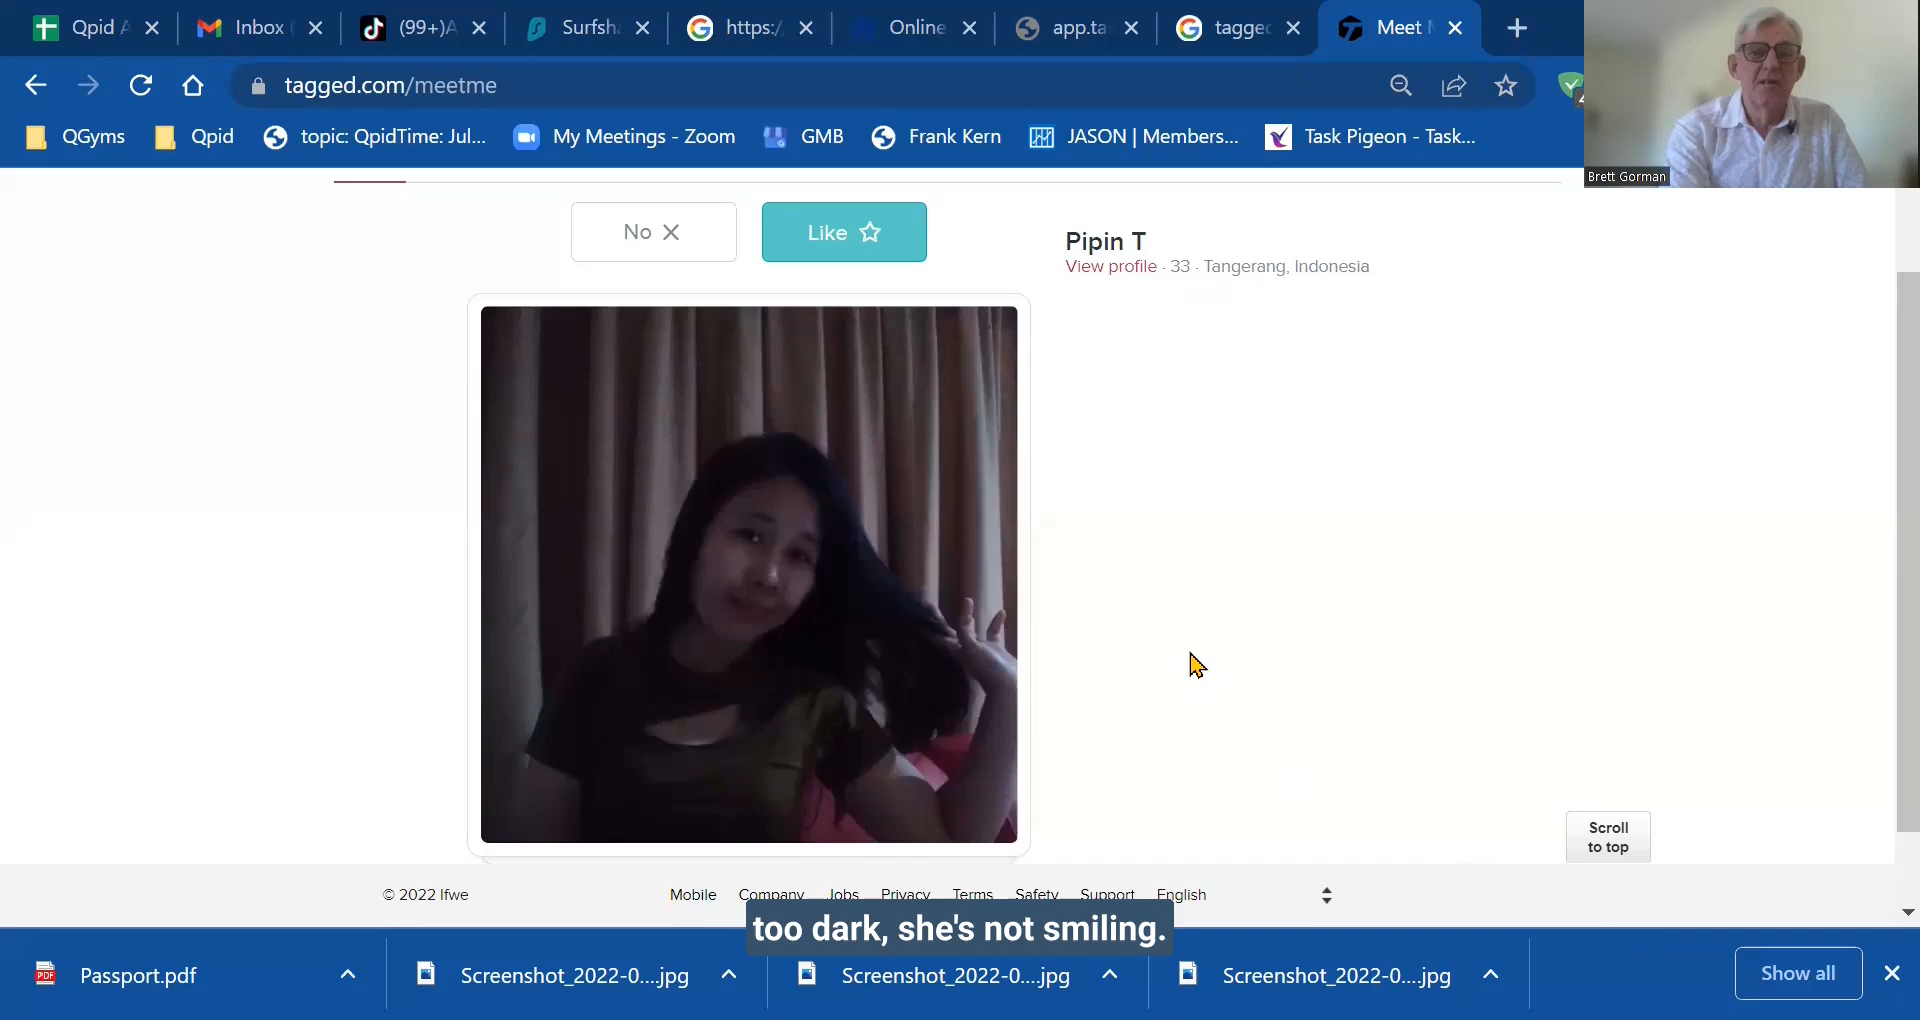 Qpid A
Inbox
(99+)A
Surfsha
https:/
Online
app.ta
tagged
Meet
tagged.com/meetme
QGyms
Qpid
topic: QpidTime: Jul...
My Meetings - Zoom
GMB
Frank Kern
JASON | Members...
Task Pigeon - Task...
Brett Gorman
No
Like
Pipin T
View profile · 33 · Tangerang, Indonesia
Scroll
to top
© 2022 Ifwe
Mobile Company Jobs Privacy Terms Safety Support English
too dark, she's not smiling.
PDF
Passport.pdf
Screenshot_2022-0....jpg
Screenshot_2022-0....jpg
Screenshot_2022-0....jpg
Show all